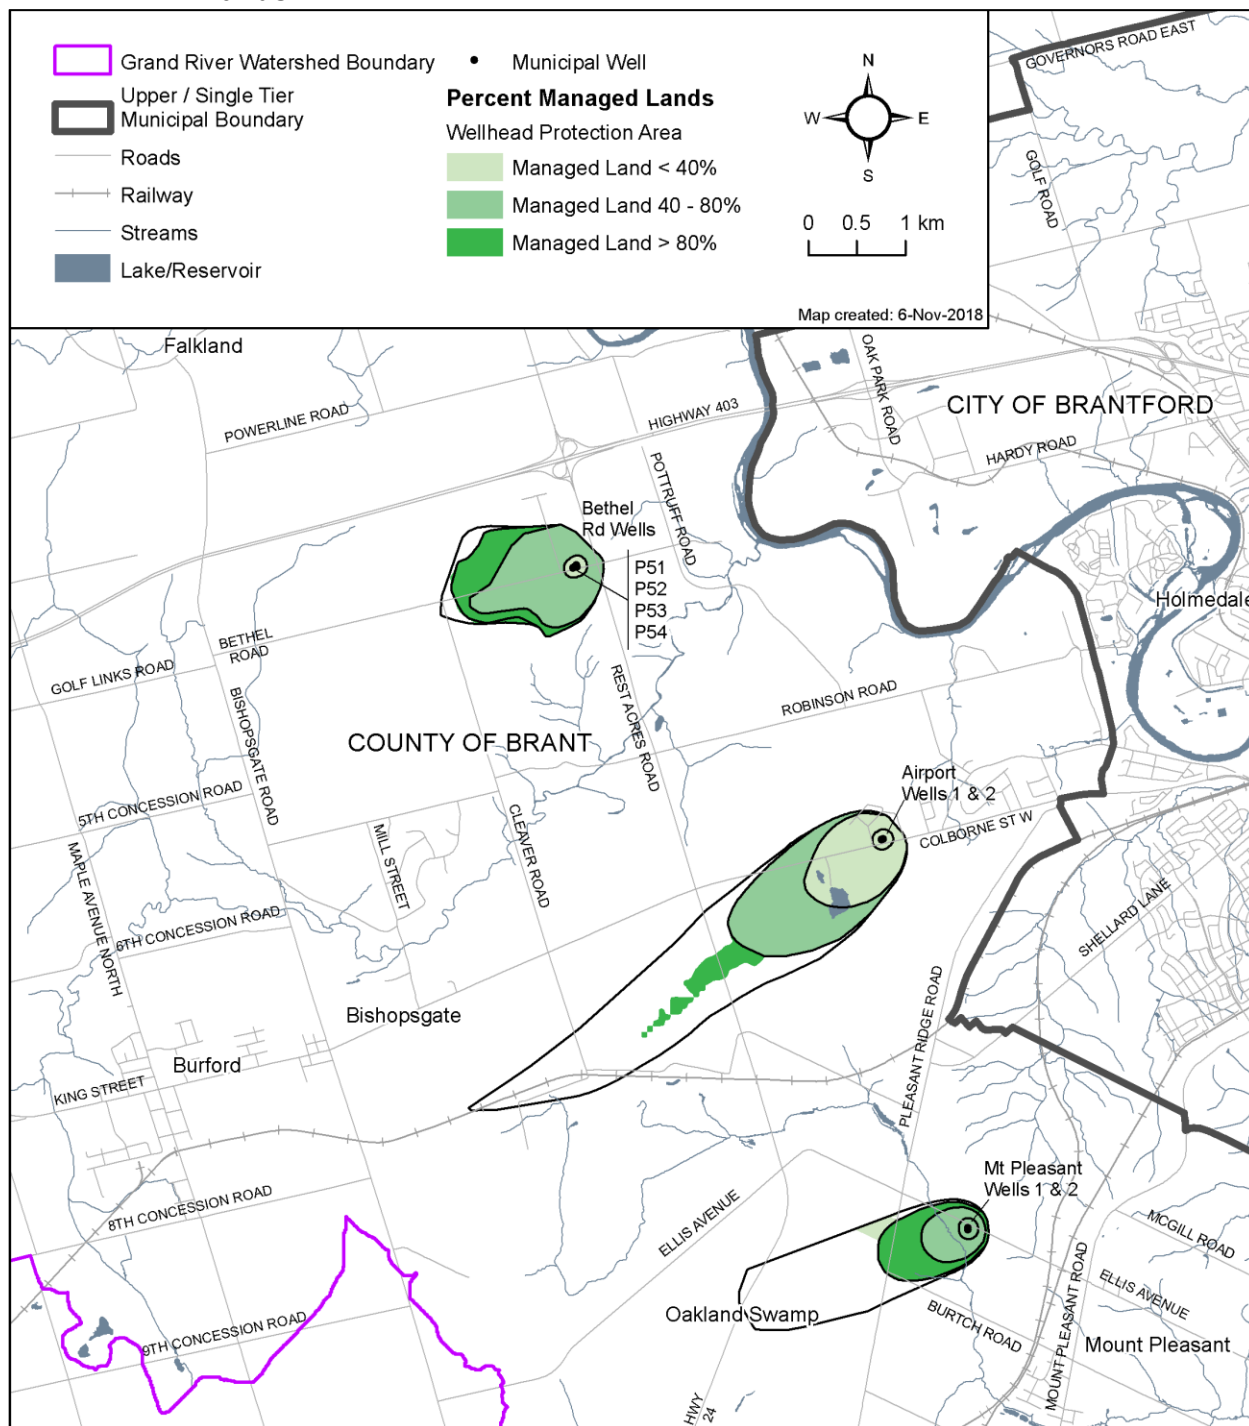 Grand River Watershed Boundary
Upper / Single Tier
Municipal Boundary
Roads
Railway
Streams
Lake/Reservoir
Municipal Well
Percent Managed Lands
Wellhead Protection Area
Managed Land < 40%
Managed Land 40 - 80%
Managed Land > 80%
N
W
E
S
0 0.5 1 km
Map created: 6-Nov-2018
GOVERNORS ROAD EAST
GOLF ROAD
Falkland
POWERLINE ROAD
HIGHWAY 403
OAK PARK ROAD
CITY OF BRANTFORD
HARDY ROAD
POTTRUFF ROAD
Bethel
Rd Wells
P51
P52
P53
P54
Holmedale
BETHEL
ROAD
GOLF LINKS ROAD
BISHOPSGATE ROAD
REST ACRES ROAD
ROBINSON ROAD
COUNTY OF BRANT
5TH CONCESSION ROAD
Airport
Wells 1 & 2
COLBORNE ST W
MAPLE AVENUE NORTH
MILL STREET
CLEAVER ROAD
6TH CONCESSION ROAD
SHELLARD LANE
Bishopsgate
PLEASANT RIDGE ROAD
Burford
KING STREET
8TH CONCESSION ROAD
ELLIS AVENUE
Mt Pleasant
Wells 1 & 2
MCGILL ROAD
ELLIS AVENUE
Oakland Swamp
BURTCH ROAD
MOUNT PLEASANT ROAD
Mount Pleasant
9TH CONCESSION ROAD
HWY
24